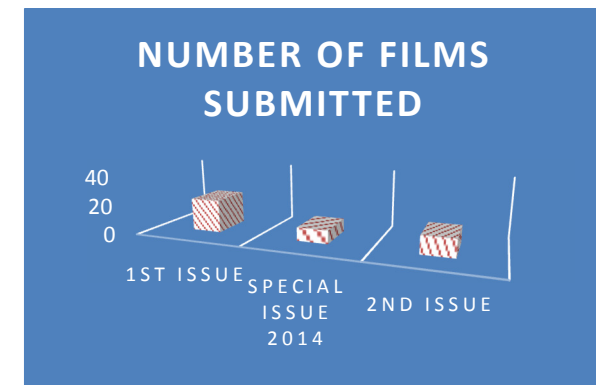 NUMBER OF FILMS
SUBMITTED
40
20
0
1ST ISSUE
SPECIAL
ISSUE
2014
2ND ISSUE